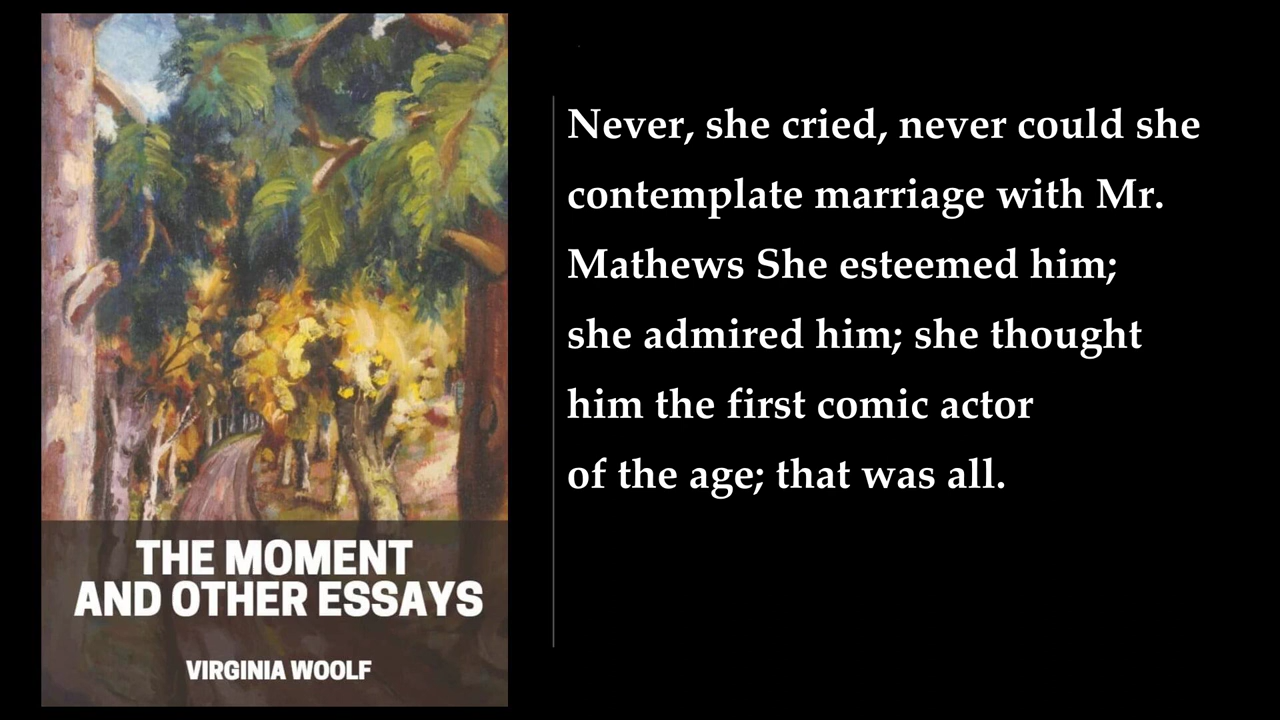 THE MOMENT
AND OTHER ESSAYS
VIRGINIA WOOLF
Never, she cried, never could she
contemplate marriage with Mr.
Mathews She esteemed him;
she admired him; she thought
him the first comic actor
of the age; that was all.